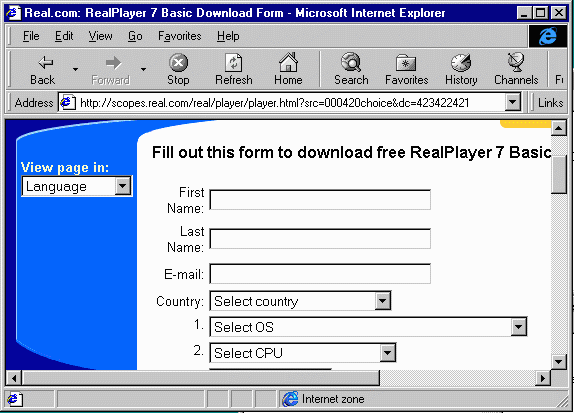 Real.com: RealPlayer 7 Basic Download Form - Microsoft Internet Explorer
File Edit View Go Favorites Help
Back Forward Stop Refresh Home Search Favorites History Channels
Address http://scopes.real.com/real/player/player.html?src=000420choice&dc=423422421 Links
Fill out this form to download free RealPlayer 7 Basic
View page in:
Language
First
Name:
Last
Name:
E-mail:
Country: Select country
1. Select OS
2. Select CPU
Internet zone